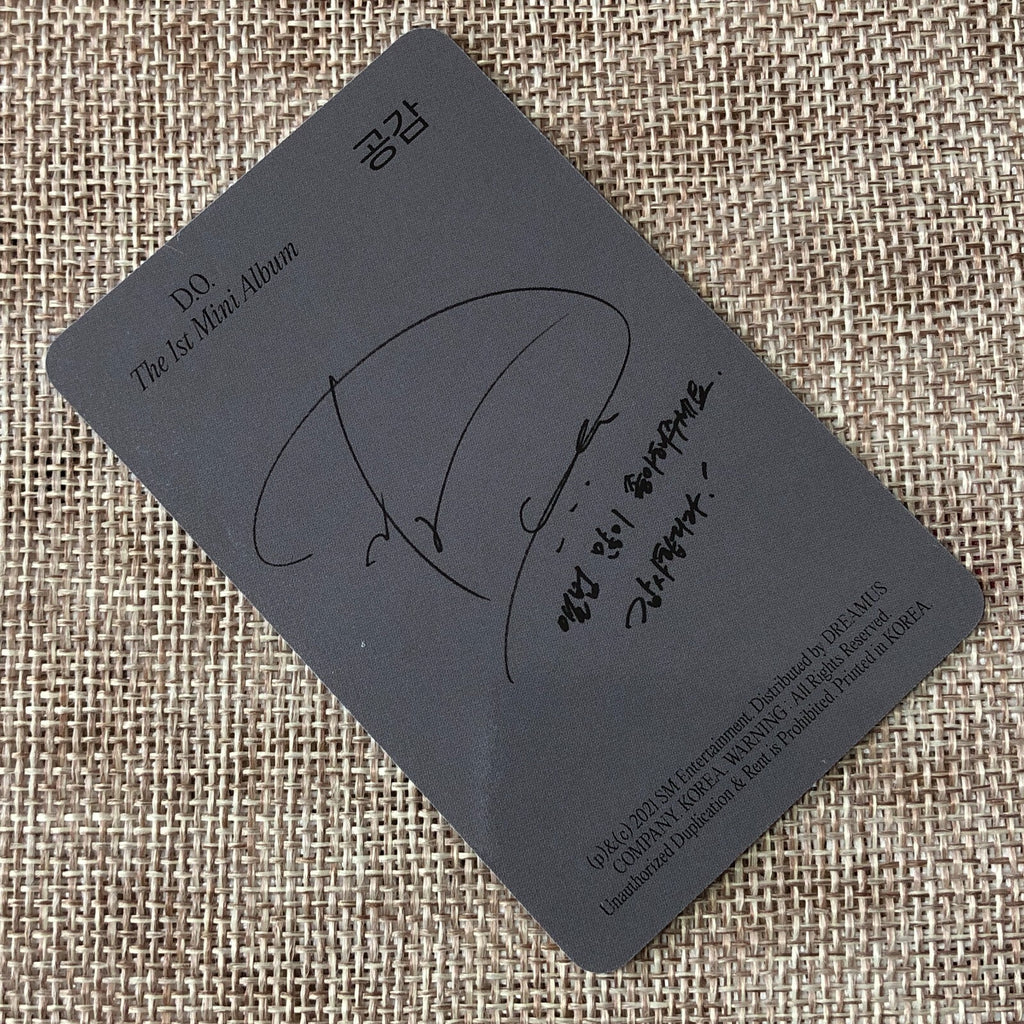 공감
D.O.
The 1st Mini Album
앨범 많이 좋아해주세요.
감사합니다!
(p)&(c) 2021 SM Entertainment. Distributed by DREAMUS
COMPANY. KOREA. WARNING : All Rights Reserved.
Unauthorized Duplication & Rent is Prohibited. Printed in KOREA.